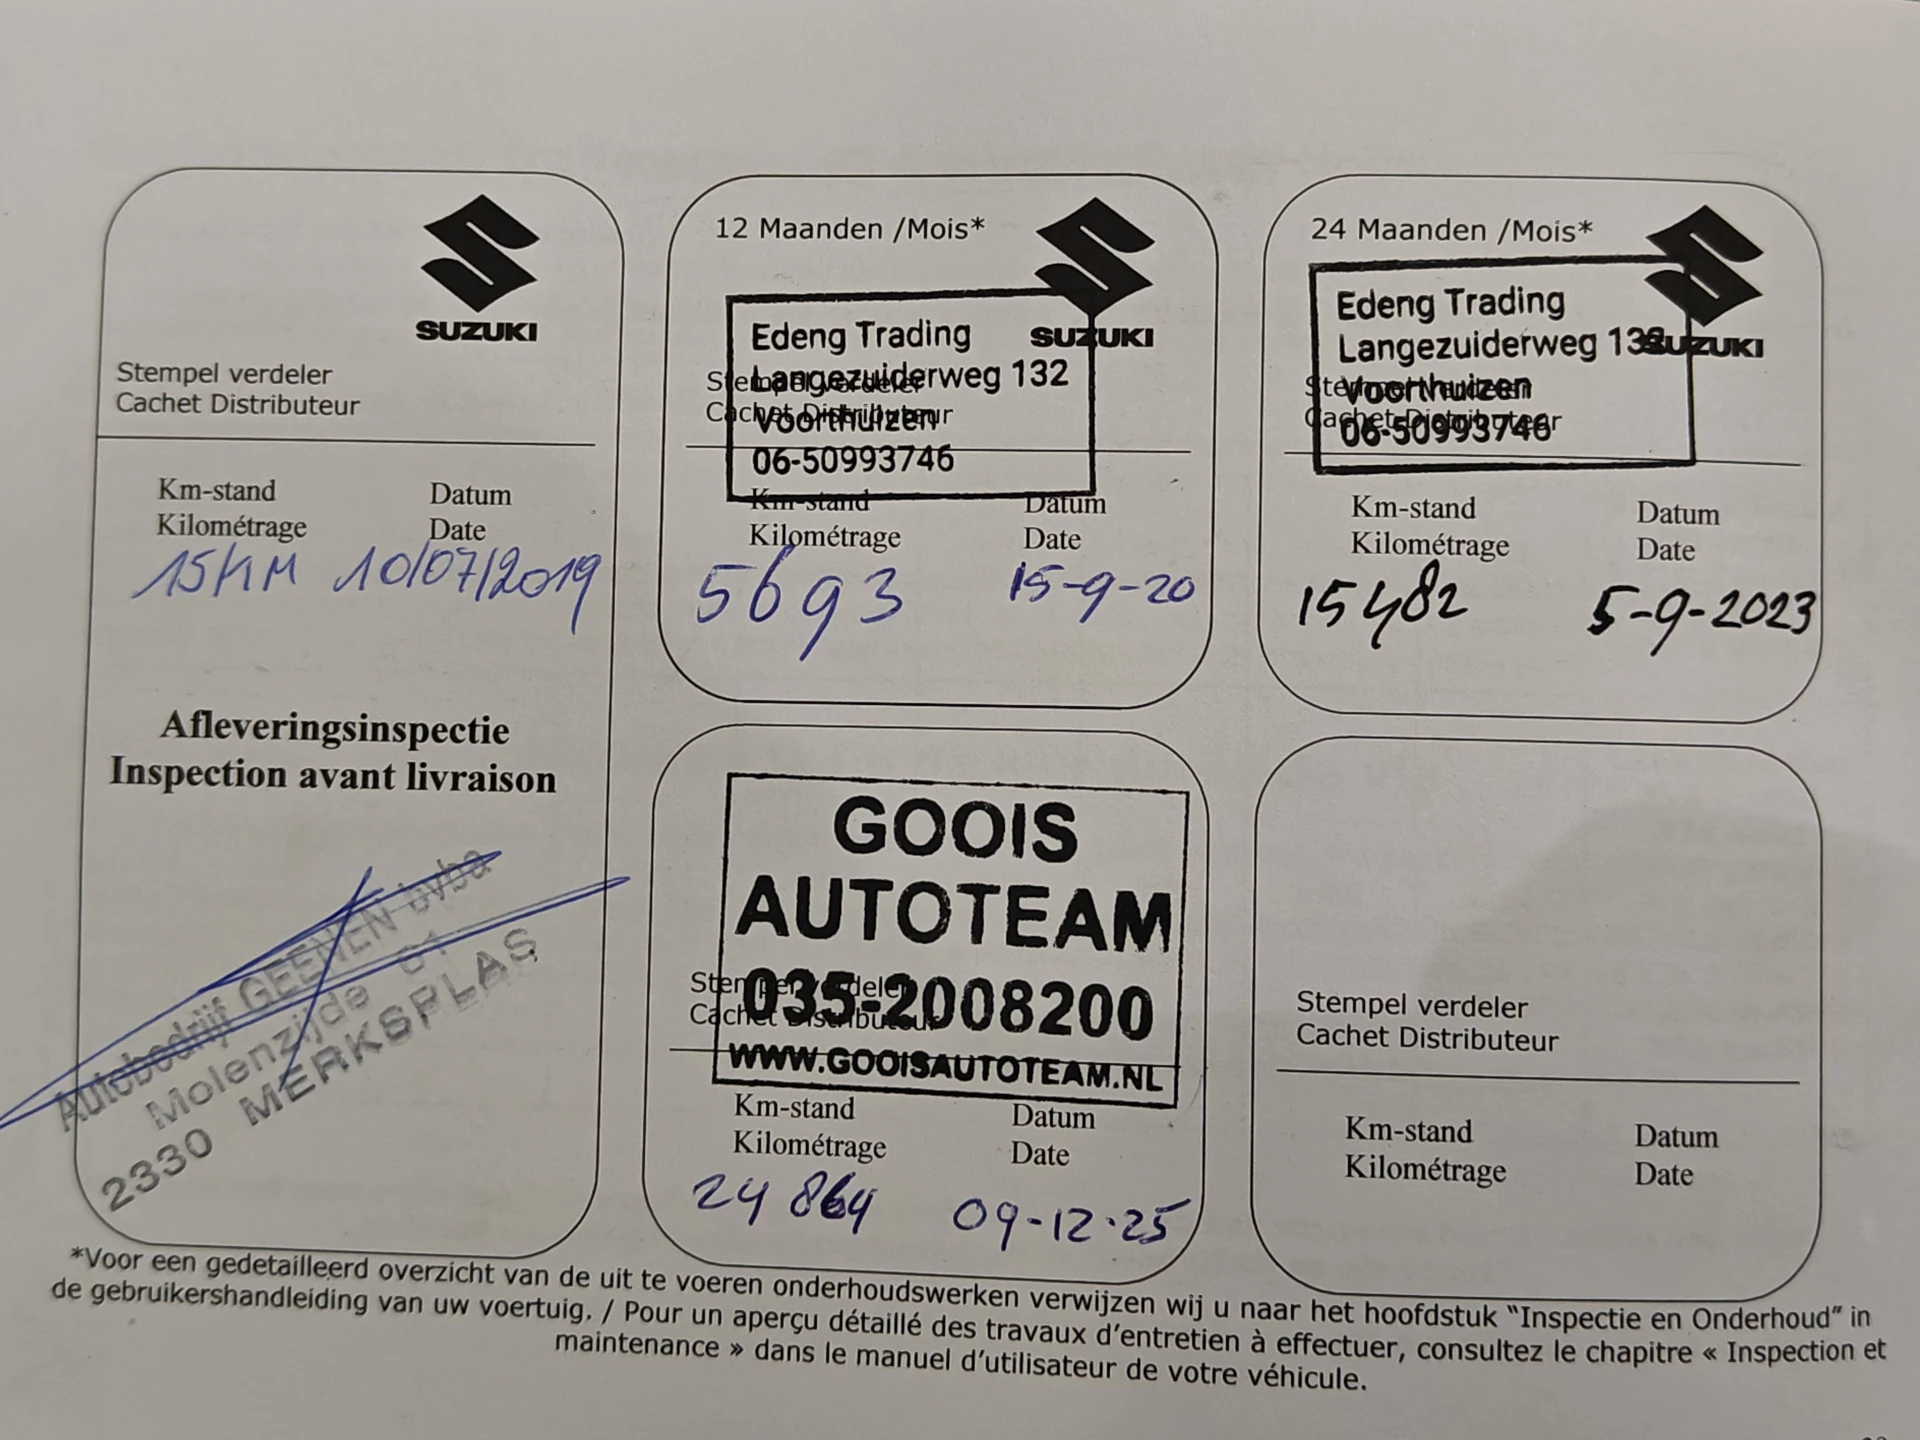 SUZUKI
Stempel verdeler
Cachet Distributeur
Km-stand Datum
Kilométrage Date
15KM 10/07/2019
Afleveringsinspectie
Inspection avant livraison
Autobedrijf GEENEN bvba
Molenzijde 61
2330 MERKSPLAS
12 Maanden /Mois*
SUZUKI
Edeng Trading
Langezuiderweg 132
Voorthuizen
06-50993746
Stempel verdeler
Cachet Distributeur
Km-stand Datum
Kilométrage Date
5693 15-9-20
24 Maanden /Mois*
SUZUKI
Edeng Trading
Langezuiderweg 132
Voorthuizen
06-50993746
Stempel verdeler
Cachet Distributeur
Km-stand Datum
Kilométrage Date
15482 5-9-2023
GOOIS
AUTOTEAM
035-2008200
WWW.GOOISAUTOTEAM.NL
Stempel verdeler
Cachet Distributeur
Km-stand Datum
Kilométrage Date
24 864 09-12-25
Stempel verdeler
Cachet Distributeur
Km-stand Datum
Kilométrage Date
*Voor een gedetailleerd overzicht van de uit te voeren onderhoudswerken verwijzen wij u naar het hoofdstuk “Inspectie en Onderhoud” in
de gebruikershandleiding van uw voertuig. / Pour un aperçu détaillé des travaux d’entretien à effectuer, consultez le chapitre « Inspection et
maintenance » dans le manuel d’utilisateur de votre véhicule.